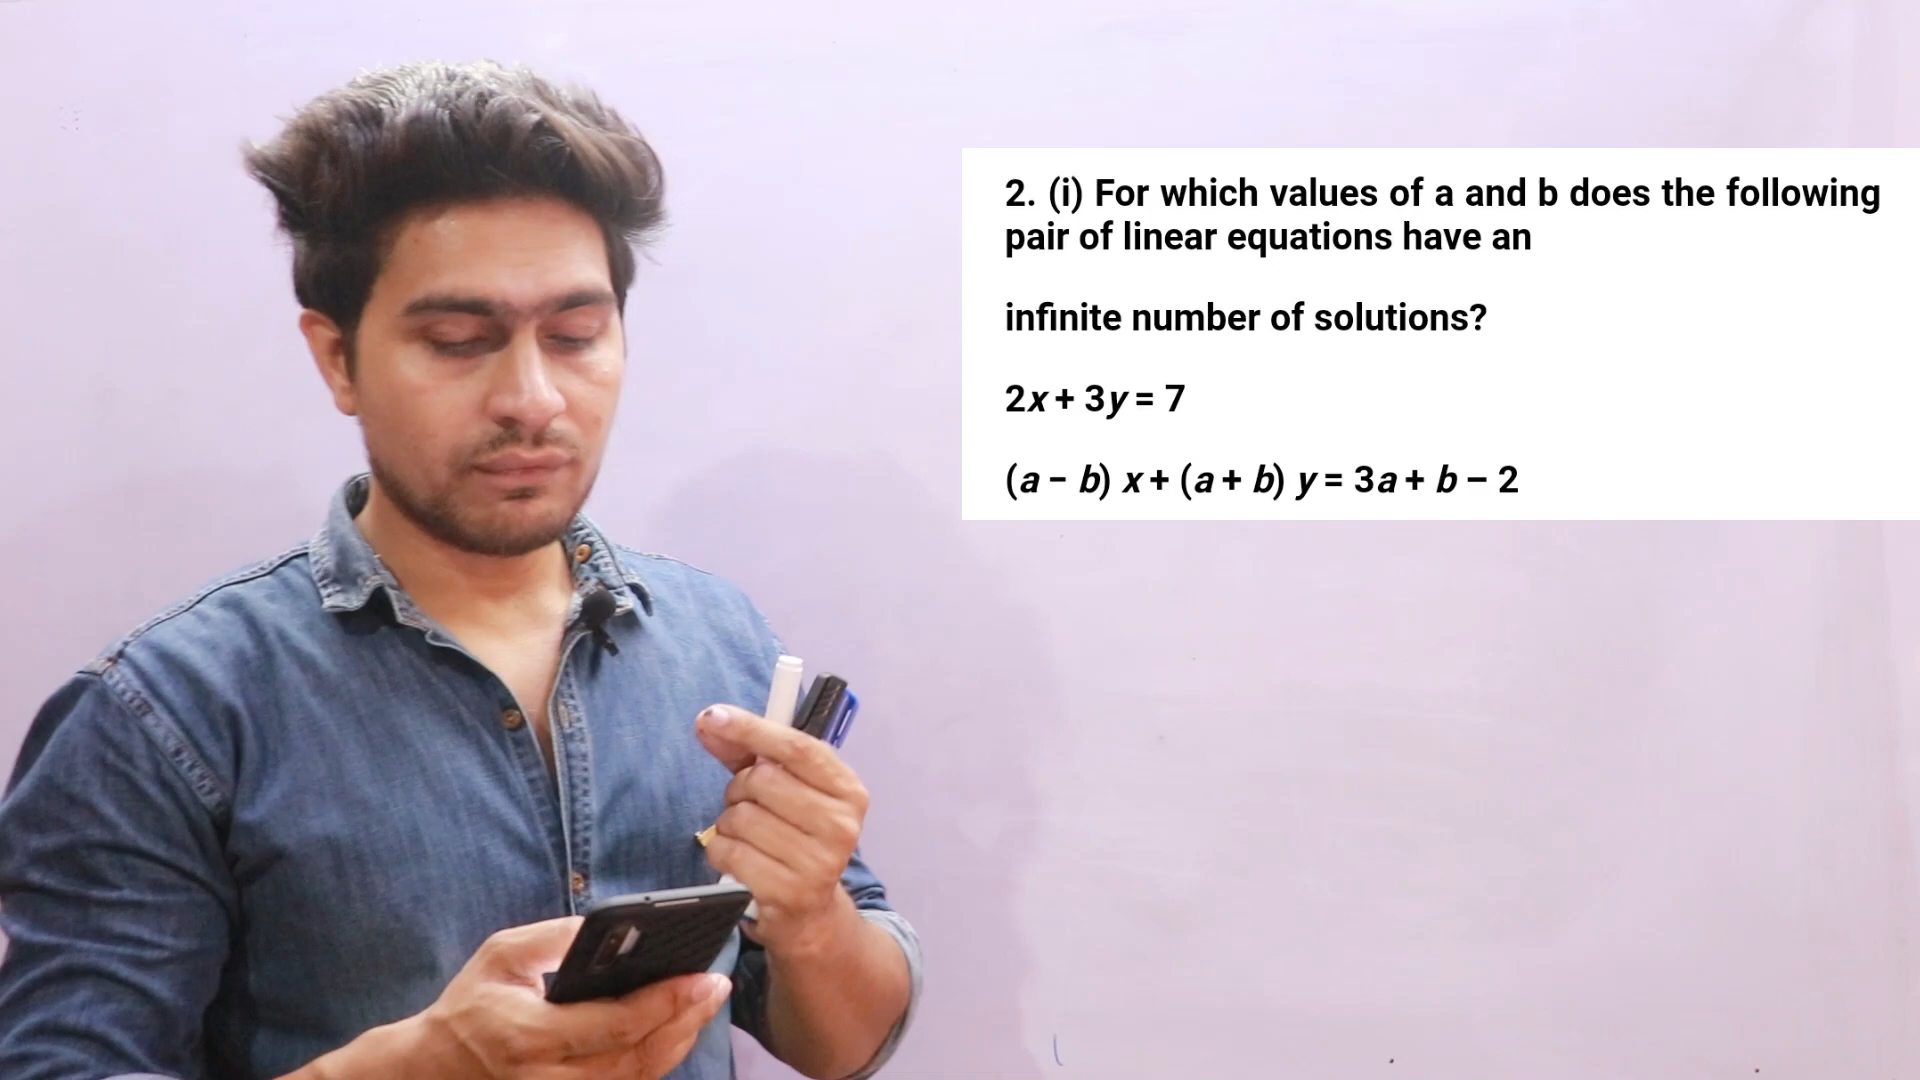 2. (i) For which values of a and b does the following
pair of linear equations have an
infinite number of solutions?
2x + 3y = 7
(a – b) x + (a + b) y = 3a + b – 2